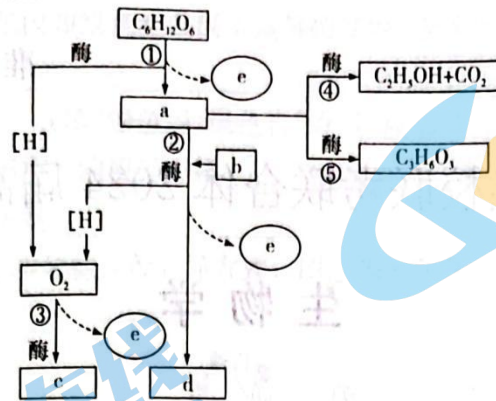 C₆H₁₂O₆
酶
①
e
a
酶
④
C₂H₅OH+CO₂
[H]
②
酶
b
酶
⑤
C₃H₆O₃
[H]
e
O₂
③
酶
e
c
d